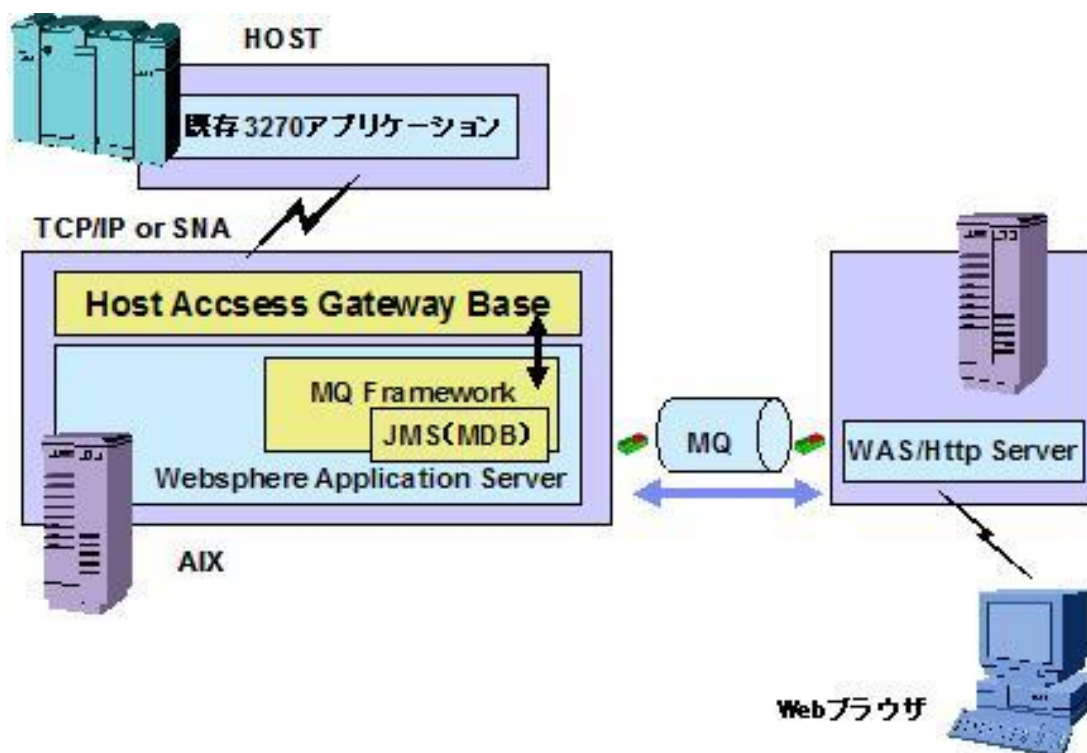 HOST
既存3270アプリケーション
TCP/IP or SNA
Host Accsess Gateway Base
MQ Framework
JMS(MDB)
Websphere Application Server
AIX
MQ
WAS/Http Server
Webブラウザ